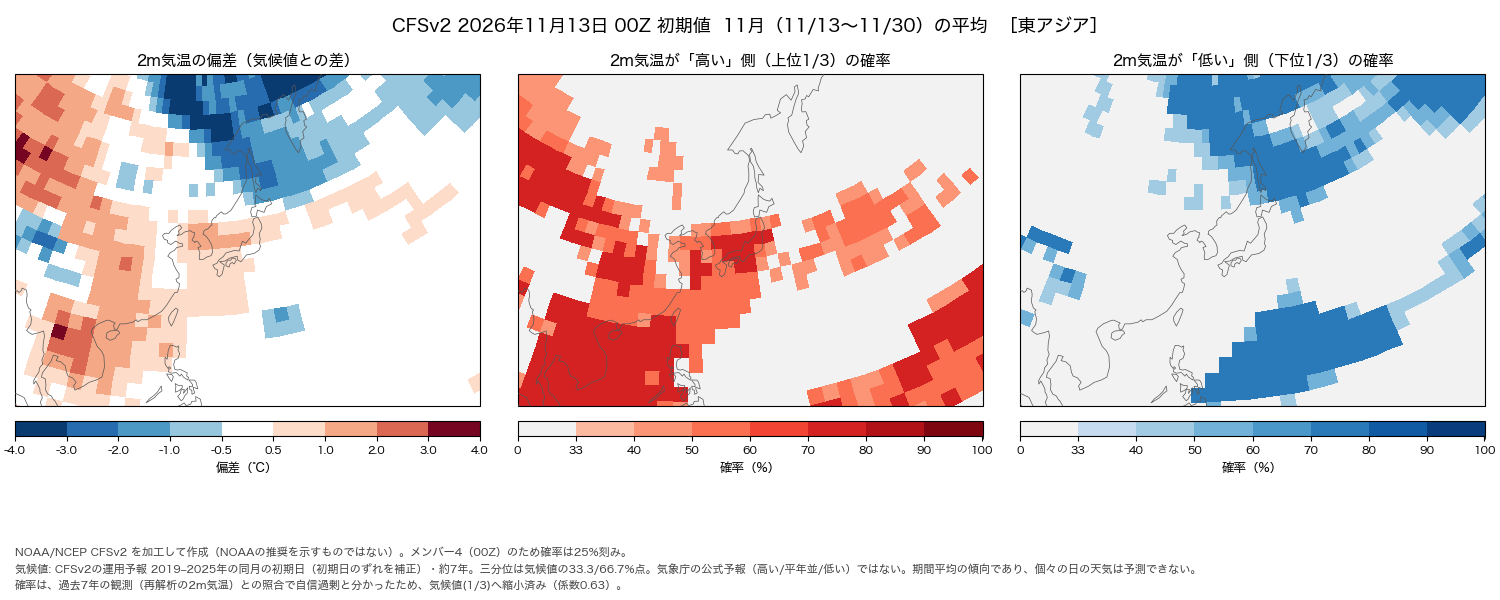 CFSv2 2026年11月13日 00Z 初期値 11月（11/13～11/30）の平均 ［東アジア］
2m気温の偏差（気候値との差）
2m気温が「高い」側（上位1/3）の確率
2m気温が「低い」側（下位1/3）の確率
-4.0 -3.0 -2.0 -1.0 -0.5 0.5 1.0 2.0 3.0 4.0
偏差（℃）
0 33 40 50 60 70 80 90 100
確率（%）
0 33 40 50 60 70 80 90 100
確率（%）
NOAA/NCEP CFSv2 を加工して作成（NOAAの推奨を示すものではない）。メンバー4（00Z）のため確率は25%刻み。
気候値: CFSv2の運用予報 2019–2025年の同月の初期日（初期日のずれを補正）・約7年。三分位は気候値の33.3/66.7%点。気象庁の公式予報（高い/平年並/低い）ではない。期間平均の傾向であり、個々の日の天気は予測できない。
確率は、過去7年の観測（再解析の2m気温）との照合で自信過剰と分かったため、気候値(1/3)へ縮小済み（係数0.63）。